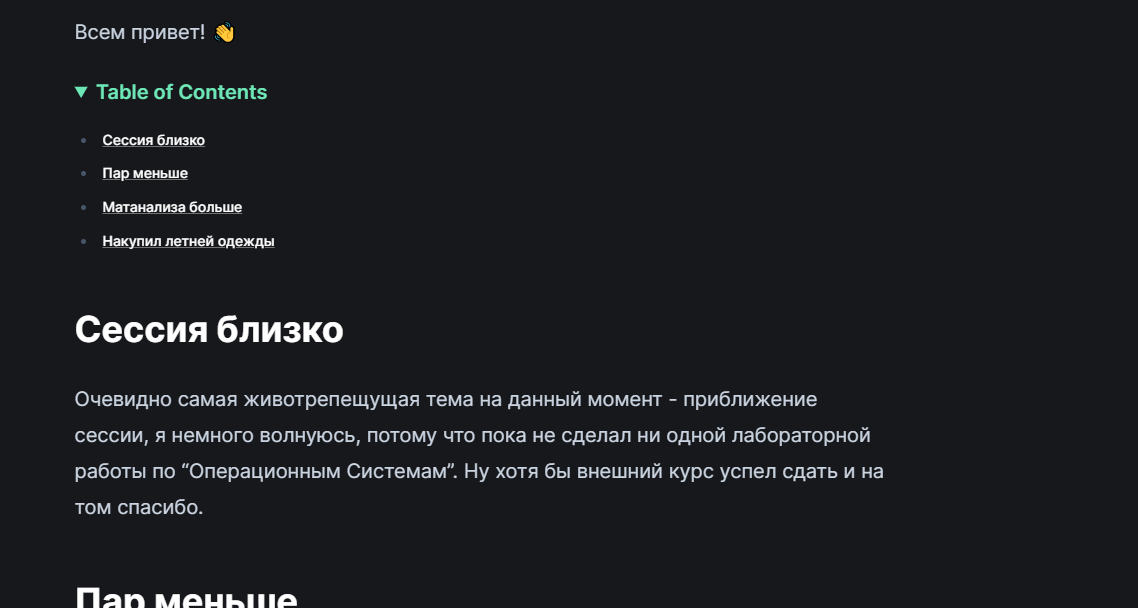 Всем привет! 👋
Table of Contents
Сессия близко
Пар меньше
Матанализа больше
Накупил летней одежды
Сессия близко
Очевидно самая животрепещущая тема на данный момент - приближение
сессии, я немного волнуюсь, потому что пока не сделал ни одной лабораторной
работы по “Операционным Системам”. Ну хотя бы внешний курс успел сдать и на
том спасибо.
Пар меньше